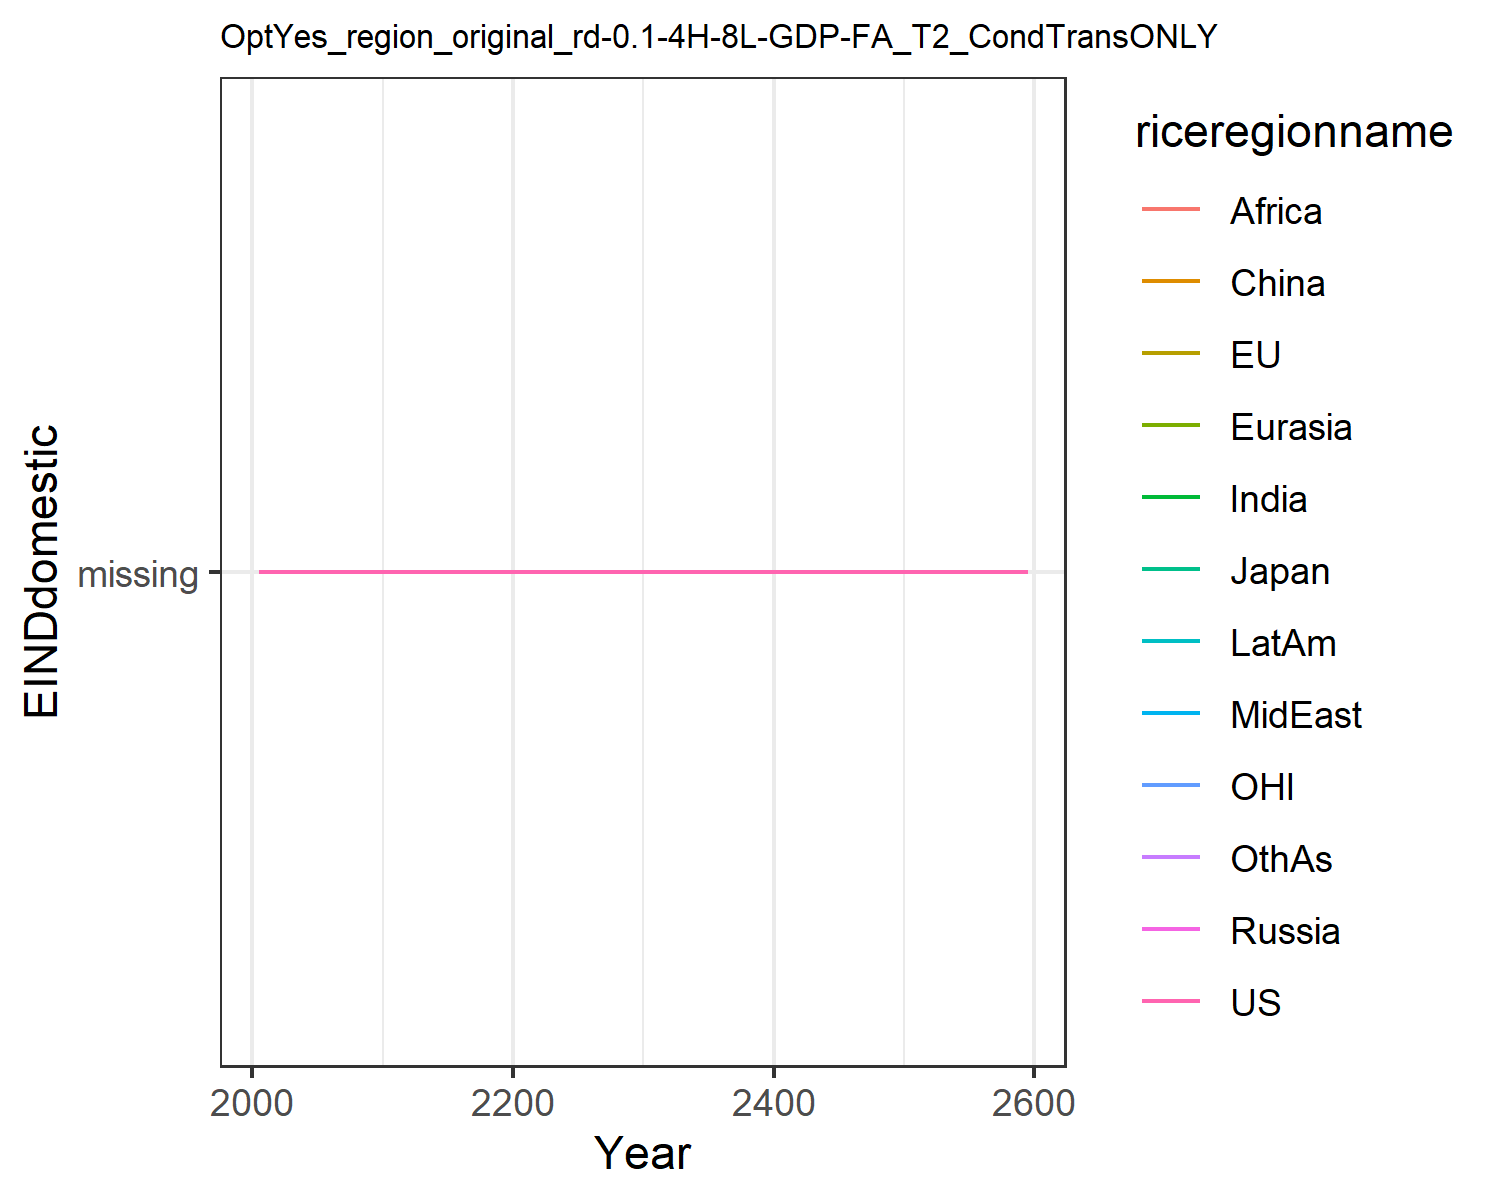 OptYes_region_original_rd-0.1-4H-8L-GDP-FA_T2_CondTransONLY
EINDdomestic
missing
2000
2200
2400
2600
Year
riceregionname
Africa
China
EU
Eurasia
India
Japan
LatAm
MidEast
OHI
OthAs
Russia
US